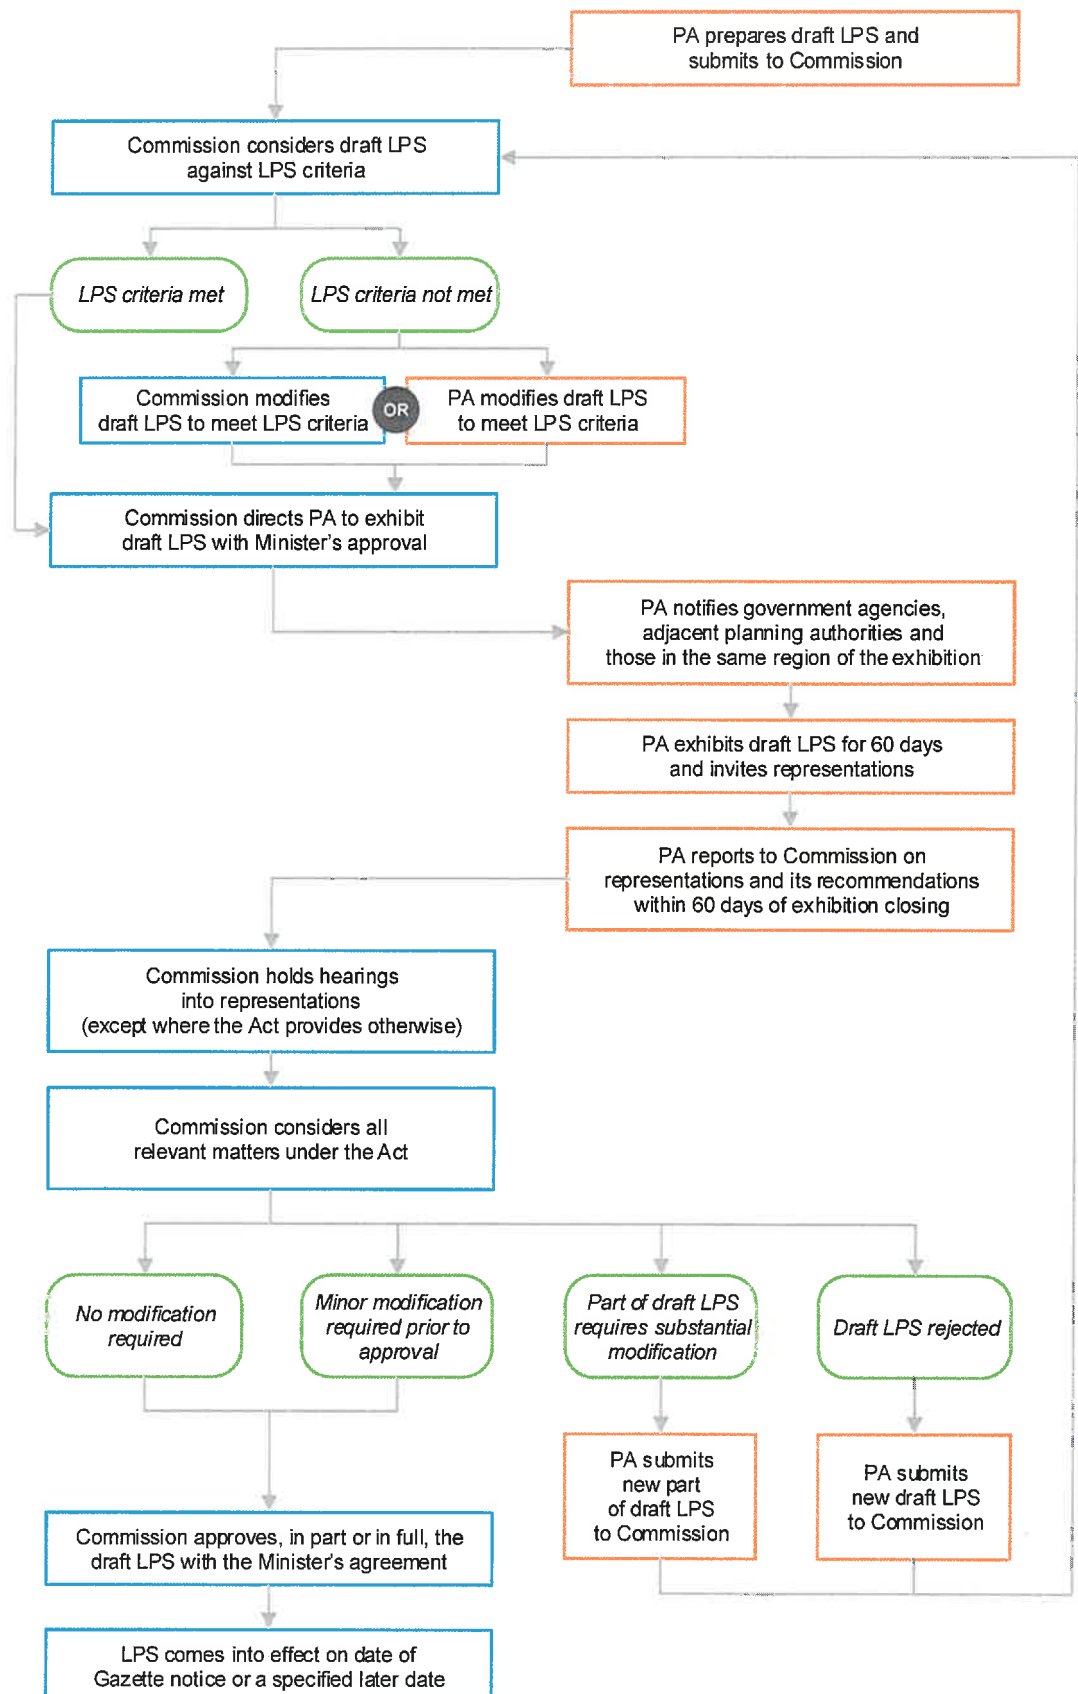 PA prepares draft LPS and
submits to Commission
Commission considers draft LPS
against LPS criteria
LPS criteria met
LPS criteria not met
Commission modifies
draft LPS to meet LPS criteria
OR
PA modifies draft LPS
to meet LPS criteria
Commission directs PA to exhibit
draft LPS with Minister's approval
PA notifies government agencies,
adjacent planning authorities and
those in the same region of the exhibition
PA exhibits draft LPS for 60 days
and invites representations
PA reports to Commission on
representations and its recommendations
within 60 days of exhibition closing
Commission holds hearings
into representations
(except where the Act provides otherwise)
Commission considers all
relevant matters under the Act
No modification
required
Minor modification
required prior to
approval
Part of draft LPS
requires substantial
modification
Draft LPS rejected
PA submits
new part
of draft LPS
to Commission
PA submits
new draft LPS
to Commission
Commission approves, in part or in full, the
draft LPS with the Minister's agreement
LPS comes into effect on date of
Gazette notice or a specified later date